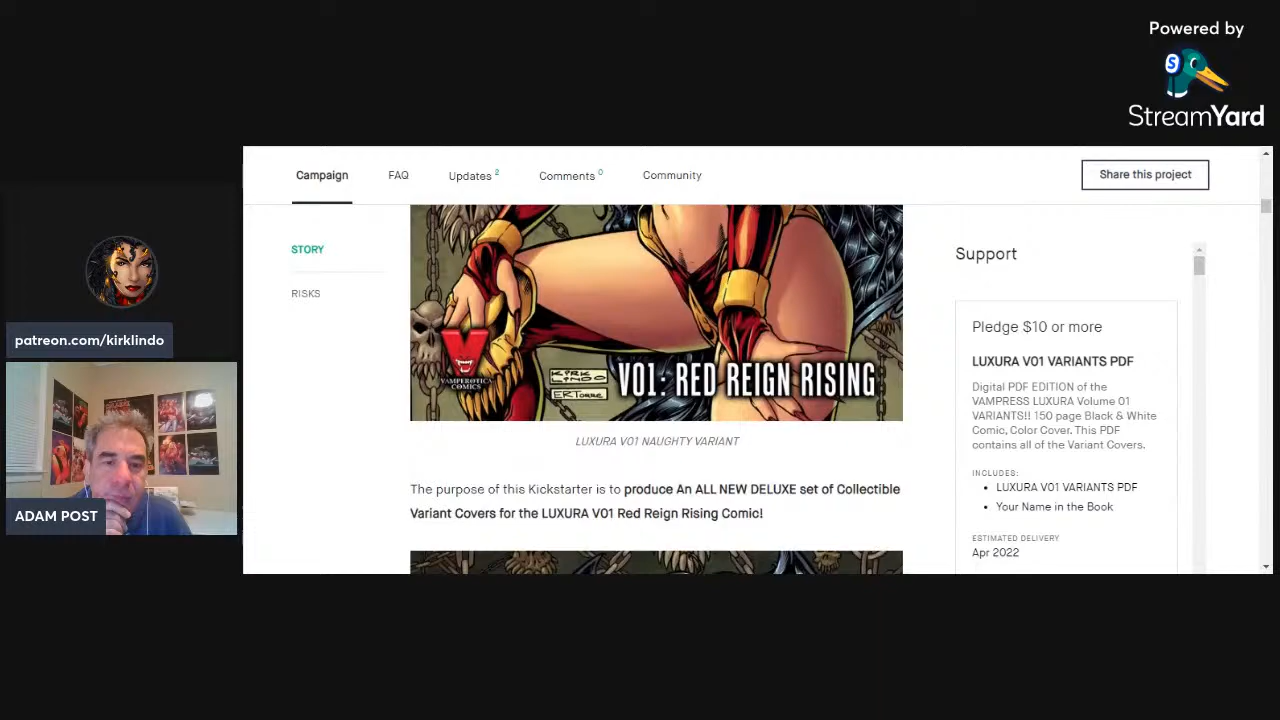 Powered by
StreamYard
Campaign FAQ Updates 2 Comments 0 Community Share this project
STORY
RISKS
patreon.com/kirklindo
ADAM POST
VAMPEROTICA
COMICS
KIRK
LINDO
V01: RED REIGN RISING
LUXURA V01 NAUGHTY VARIANT
The purpose of this Kickstarter is to produce An ALL NEW DELUXE set of Collectible
Variant Covers for the LUXURA V01 Red Reign Rising Comic!
Support
Pledge $10 or more
LUXURA V01 VARIANTS PDF
Digital PDF EDITION of the
VAMPRESS LUXURA Volume 01
VARIANTS!! 150 page Black & White
Comic, Color Cover. This PDF
contains all of the Variant Covers.
INCLUDES:
• LUXURA V01 VARIANTS PDF
• Your Name in the Book
ESTIMATED DELIVERY
Apr 2022